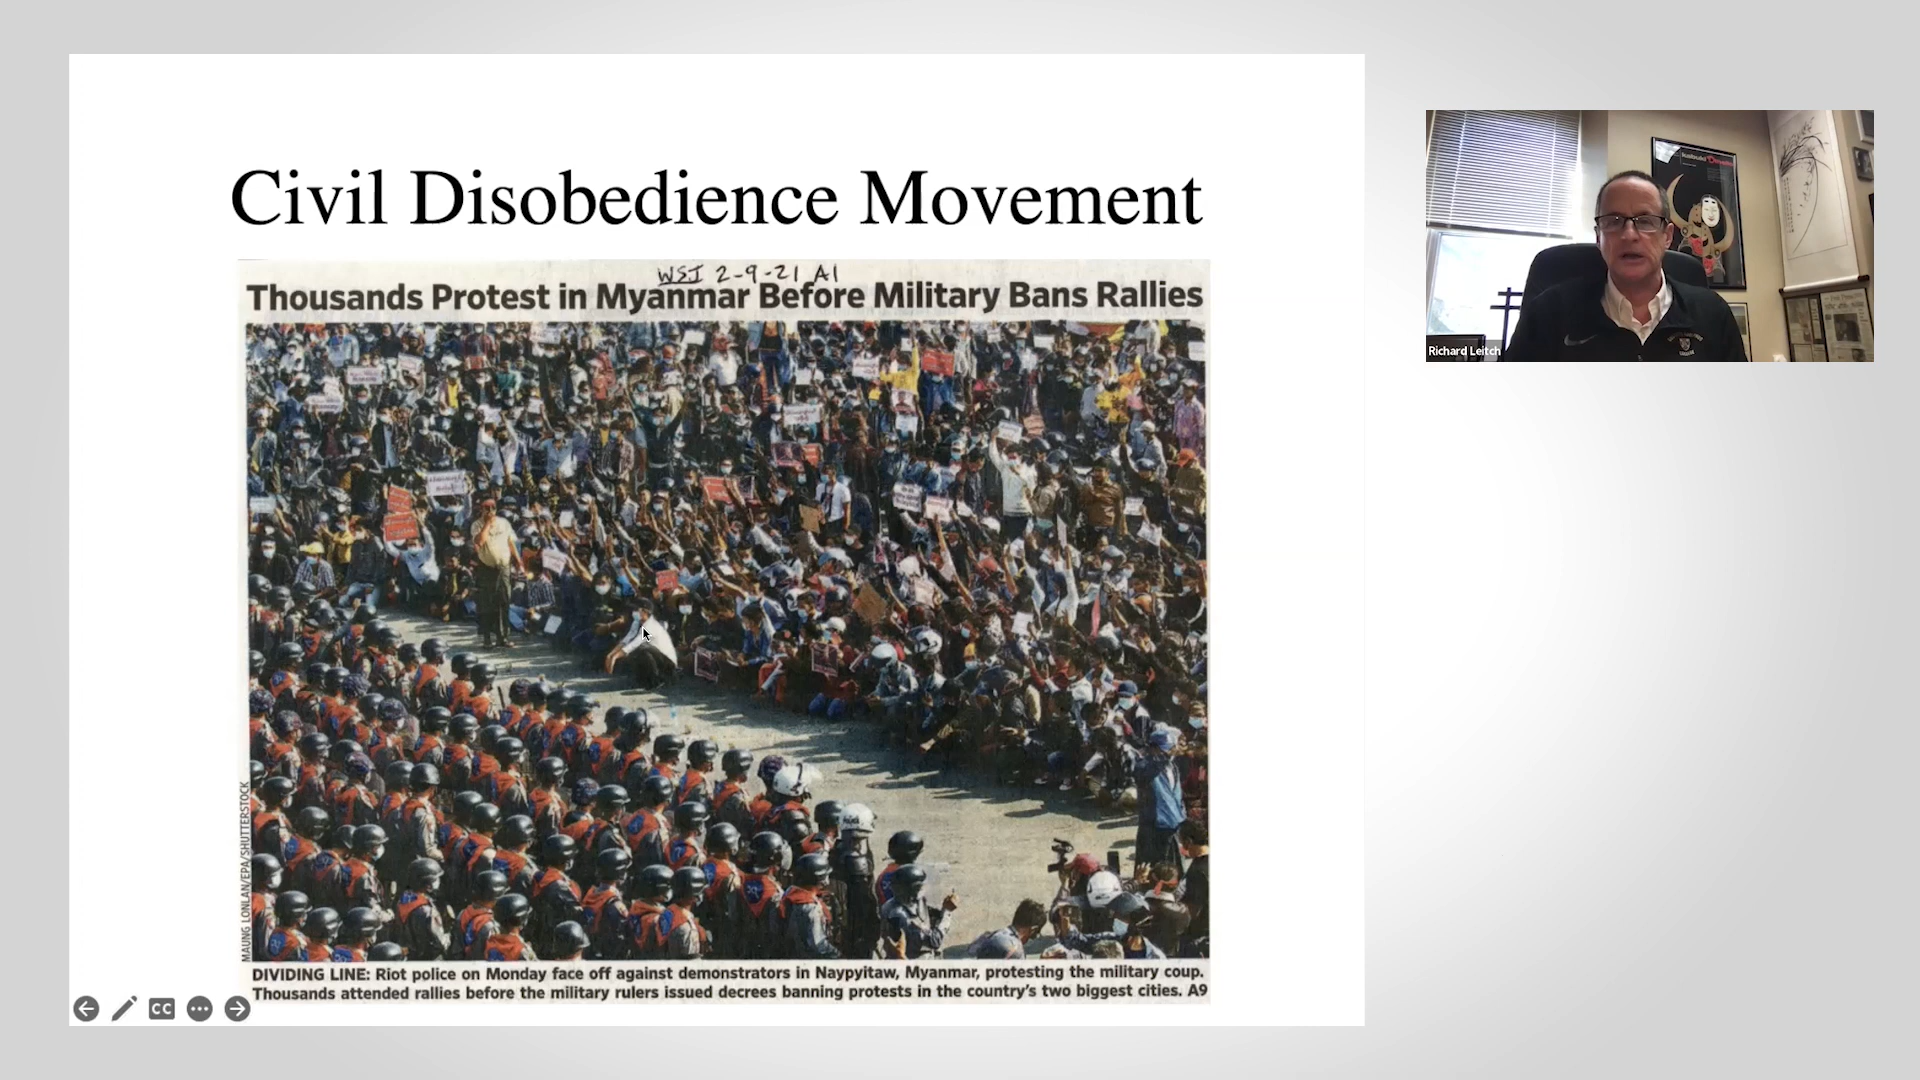 Civil Disobedience Movement
WSJ 2-9-21 A1
Thousands Protest in Myanmar Before Military Bans Rallies
MAUNG LONLAN/EPA/SHUTTERSTOCK
DIVIDING LINE: Riot police on Monday face off against demonstrators in Naypyitaw, Myanmar, protesting the military coup.
Thousands attended rallies before the military rulers issued decrees banning protests in the country's two biggest cities. A9
CC
Richard Leitch